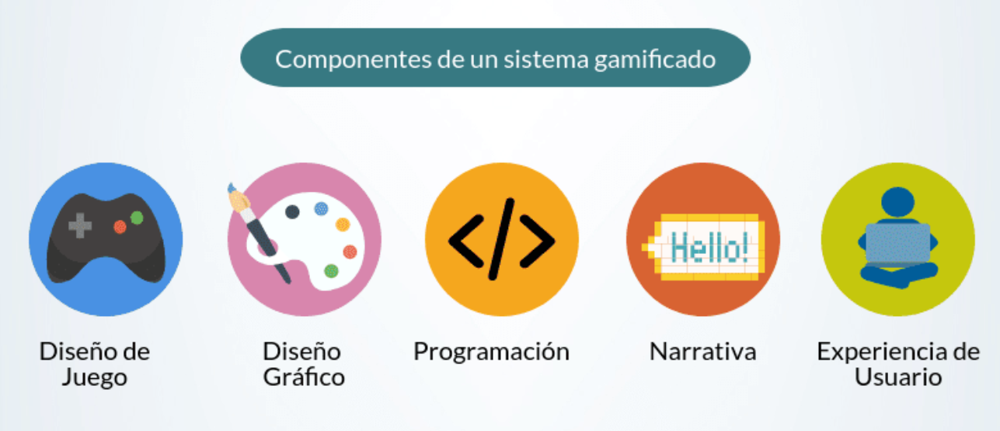 Componentes de un sistema gamificado
Hello!
Diseño de
Juego
Diseño
Gráfico
Programación
Narrativa
Experiencia de
Usuario